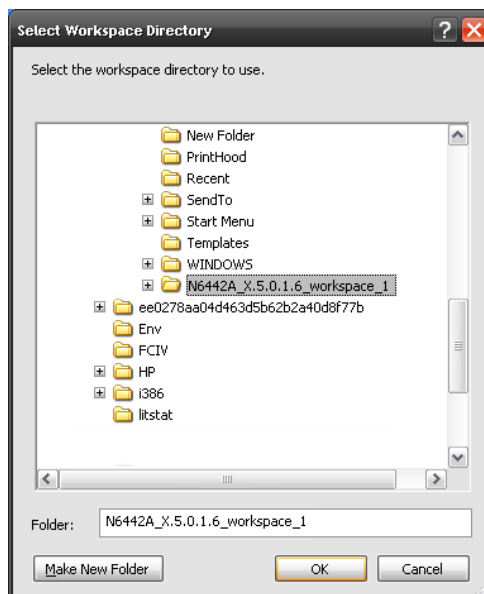 Select Workspace Directory
Select the workspace directory to use.
New Folder
PrintHood
Recent
SendTo
Start Menu
Templates
WINDOWS
N6442A_X.5.0.1.6_workspace_1
ee0278aa04d463d5b62b2a40d8f77b
Env
FCIV
HP
i386
litstat
Folder: N6442A_X.5.0.1.6_workspace_1
Make New Folder OK Cancel